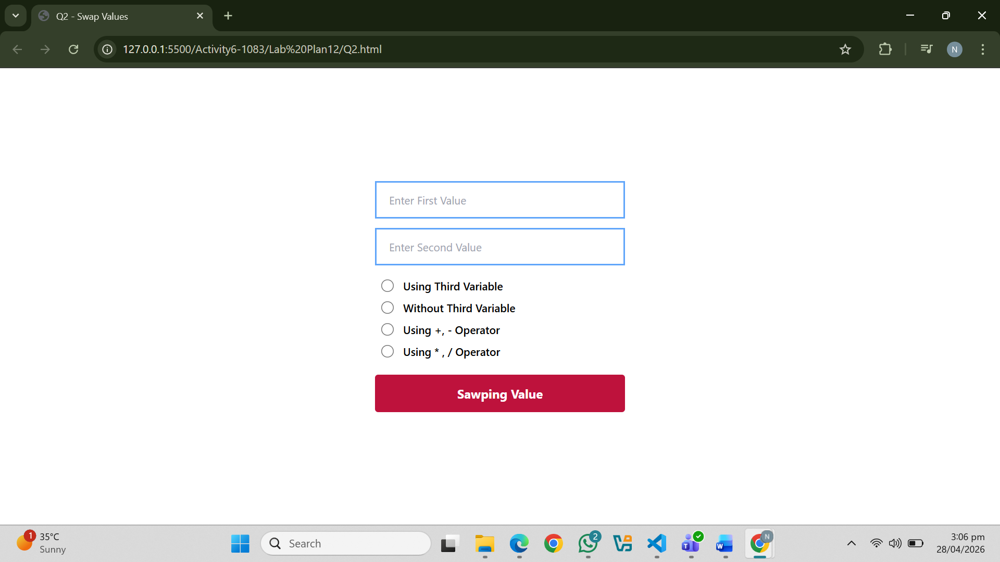 Q2 - Swap Values
127.0.0.1:5500/Activity6-1083/Lab%20Plan12/Q2.html
N
Enter First Value
Enter Second Value
Using Third Variable
Without Third Variable
Using +, - Operator
Using * , / Operator
Sawping Value
1
35°C
Sunny
Search
2
T
W
N
3:06 pm
28/04/2026